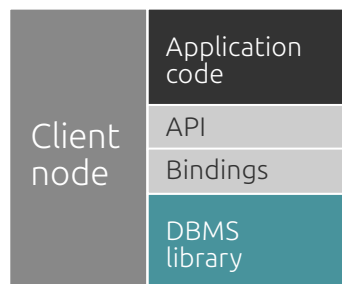 Client
node
Application
code
API
Bindings
DBMS
library